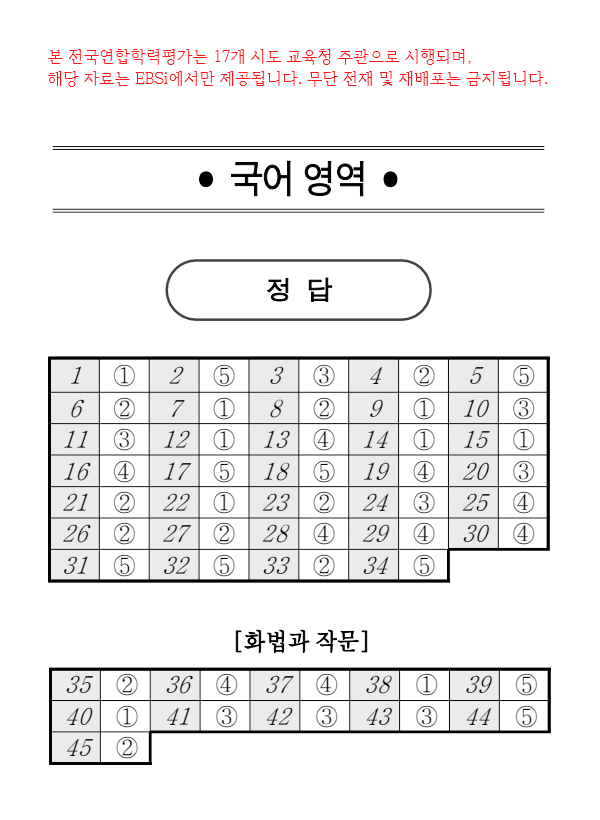 본 전국연합학력평가는 17개 시도 교육청 주관으로 시행되며,
해당 자료는 EBSi에서만 제공됩니다. 무단 전재 및 재배포는 금지됩니다.
● 국어 영역 ●
정 답
1 ① 2 ⑤ 3 ③ 4 ② 5 ⑤
6 ② 7 ① 8 ② 9 ① 10 ③
11 ③ 12 ① 13 ④ 14 ① 15 ①
16 ④ 17 ⑤ 18 ⑤ 19 ④ 20 ③
21 ② 22 ① 23 ② 24 ③ 25 ④
26 ② 27 ② 28 ④ 29 ④ 30 ④
31 ⑤ 32 ⑤ 33 ② 34 ⑤
[화법과 작문]
35 ② 36 ④ 37 ④ 38 ① 39 ⑤
40 ① 41 ③ 42 ③ 43 ③ 44 ⑤
45 ②